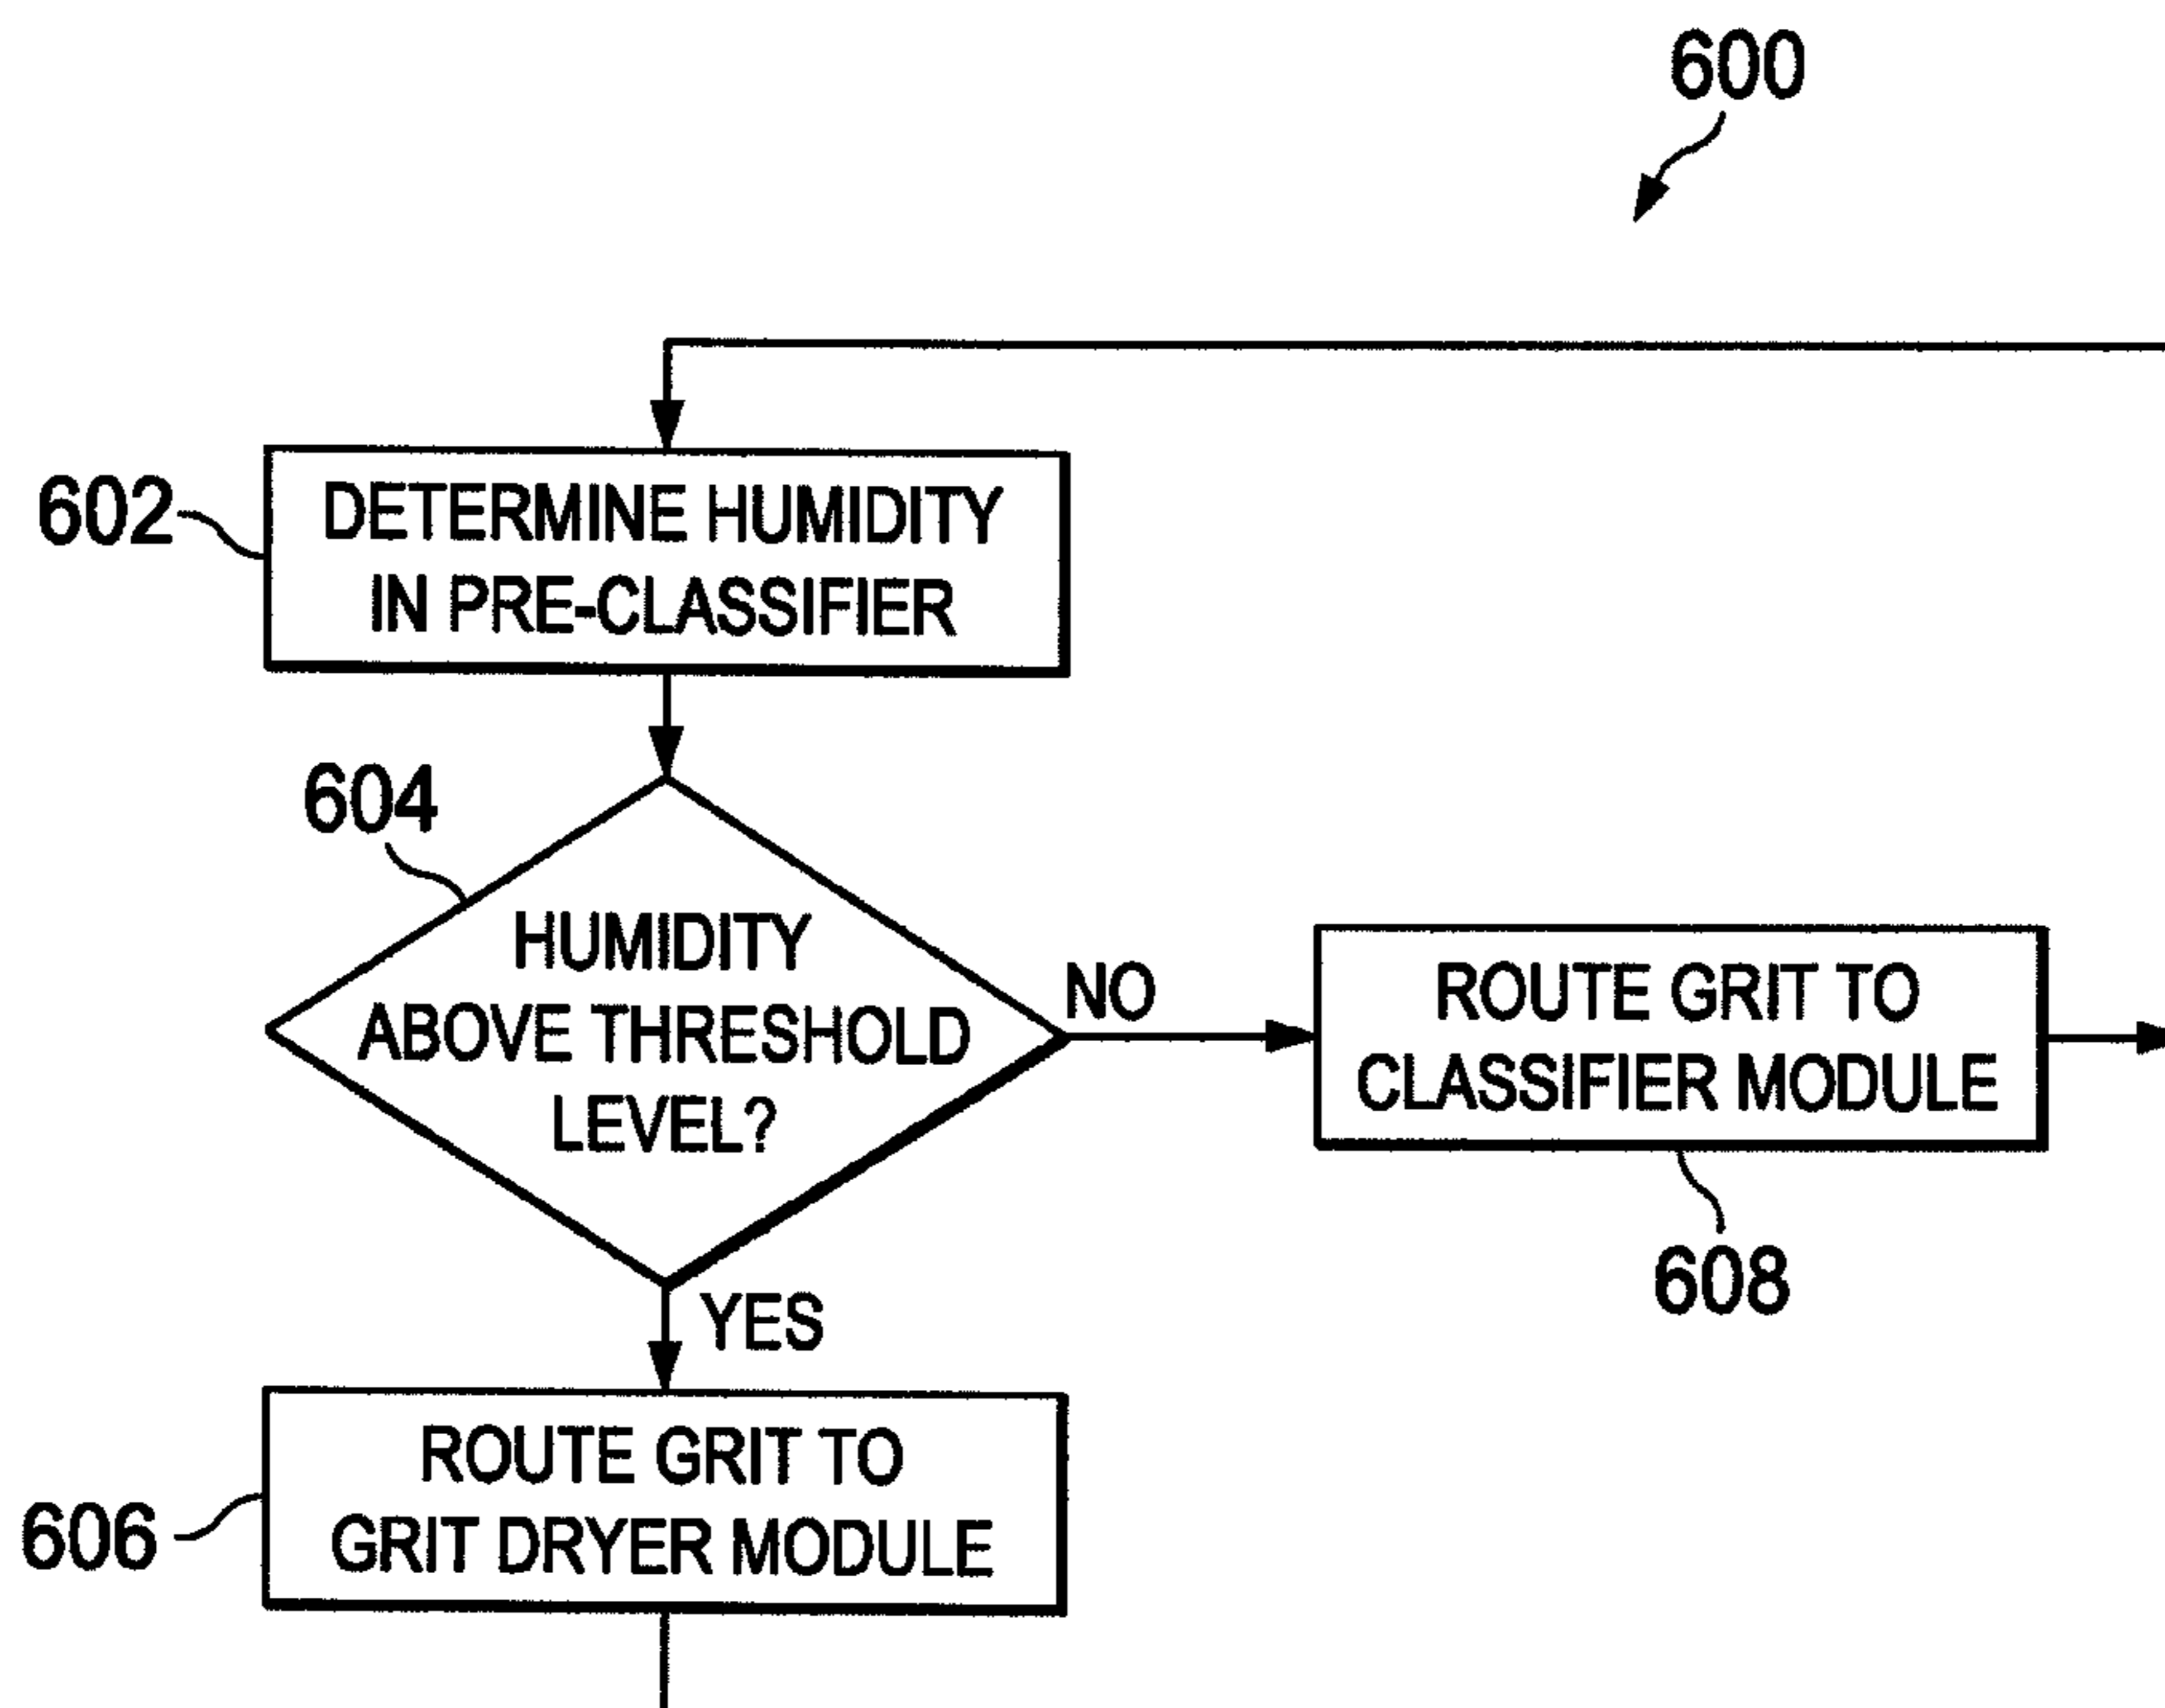 600
602
DETERMINE HUMIDITY
IN PRE-CLASSIFIER
604
HUMIDITY
ABOVE THRESHOLD
LEVEL?
NO
ROUTE GRIT TO
CLASSIFIER MODULE
608
YES
606
ROUTE GRIT TO
GRIT DRYER MODULE